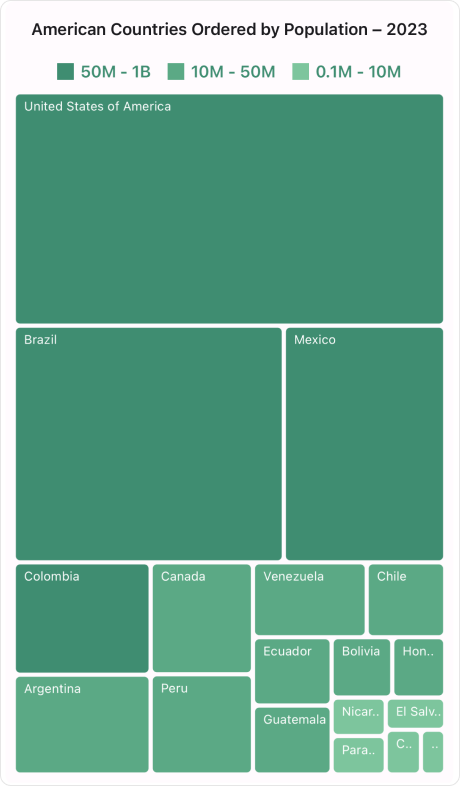 American Countries Ordered by Population – 2023
50M - 1B 10M - 50M 0.1M - 10M
United States of America
Brazil Mexico
Colombia Canada Venezuela Chile
Ecuador Bolivia Hon..
Argentina Peru
Nicar.. El Salv..
Guatemala
C.. ..
Para..